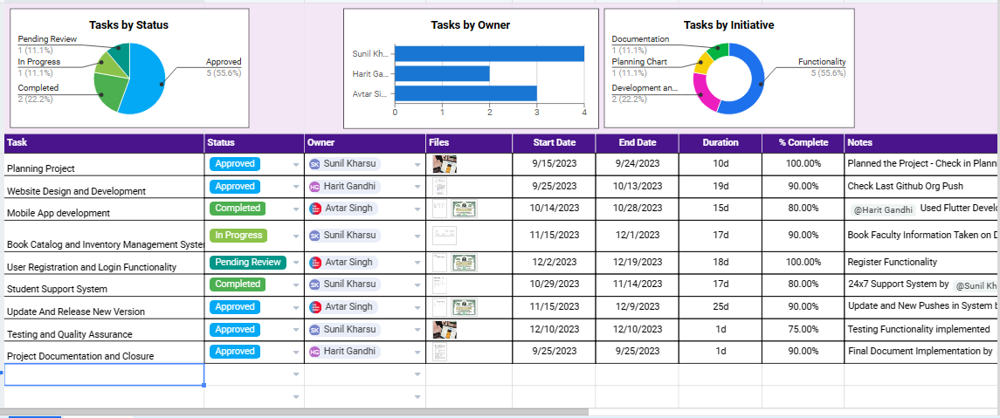 Tasks by Status
Pending Review
1 (11.1%)
In Progress
1 (11.1%)
Completed
2 (22.2%)
Approved
5 (55.6%)
Tasks by Owner
Sunil Kh...
Harit Ga...
Avtar Si...
0 1 2 3 4
Tasks by Initiative
Documentation
1 (11.1%)
Planning Chart
1 (11.1%)
Development an...
2 (22.2%)
Functionality
5 (55.6%)
Task Status Owner Files Start Date End Date Duration % Complete Notes
Planning Project Approved SK Sunil Kharsu 9/15/2023 9/24/2023 10d 100.00% Planned the Project - Check in Plann
Website Design and Development Approved HG Harit Gandhi 9/25/2023 10/13/2023 19d 90.00% Check Last Github Org Push
Mobile App development Completed Avtar Singh 10/14/2023 10/28/2023 15d 80.00% @Harit Gandhi Used Flutter Develo
Book Catalog and Inventory Management System In Progress SK Sunil Kharsu 11/15/2023 12/1/2023 17d 90.00% Book Faculty Information Taken on D
User Registration and Login Functionality Pending Review Avtar Singh 12/2/2023 12/19/2023 18d 100.00% Register Functionality
Student Support System Completed SK Sunil Kharsu 10/29/2023 11/14/2023 17d 80.00% 24x7 Support System by @Sunil Kh
Update And Release New Version Approved Avtar Singh 11/15/2023 12/9/2023 25d 90.00% Update and New Pushes in System b
Testing and Quality Assurance Approved SK Sunil Kharsu 12/10/2023 12/10/2023 1d 75.00% Testing Functionality implemented
Project Documentation and Closure Approved HG Harit Gandhi 9/25/2023 9/25/2023 1d 90.00% Final Document Implementation by